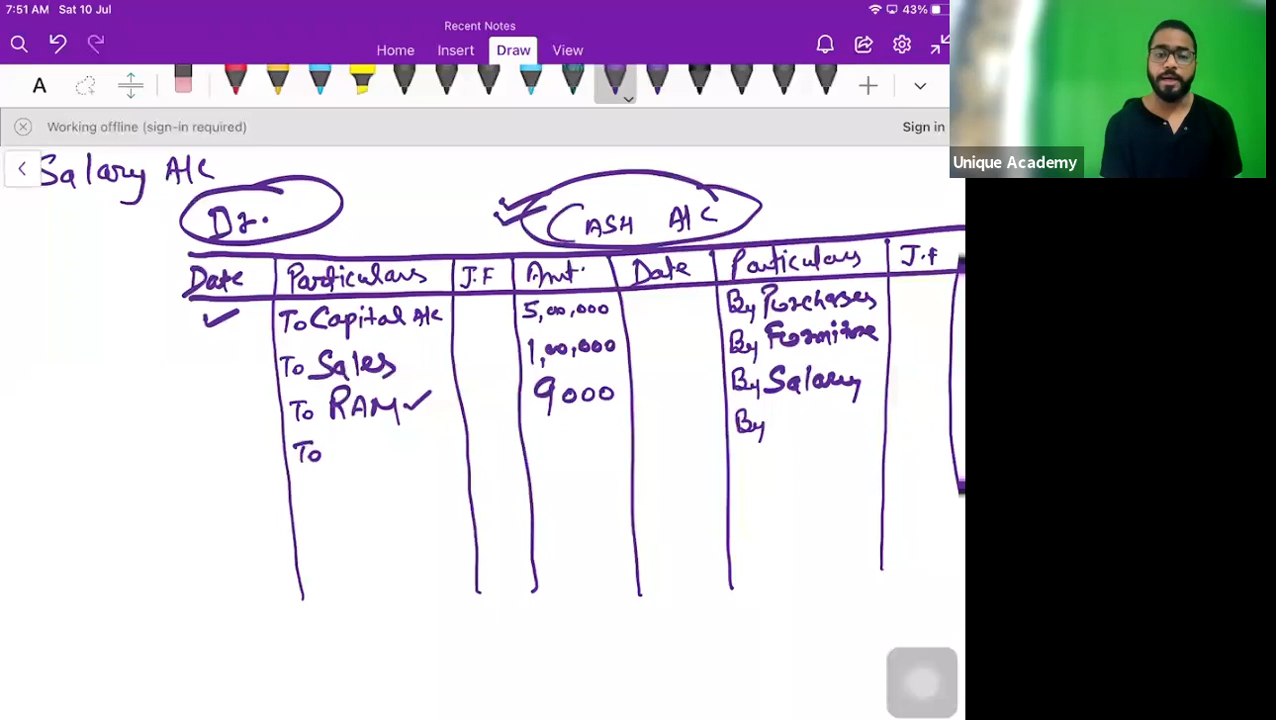 7:51 AM Sat 10 Jul
43%
Recent Notes
Home Insert Draw View
A
Working offline (sign-in required)
Sign in
Unique Academy
Salary A/C
Dr.
CASH A/C
Date Particulars J.F Amt. Date Particulars J.F
To Capital A/c 5,00,000 By Purchases
To Sales 1,00,000 By Furniture
To RAM 9000 By Salary
To By